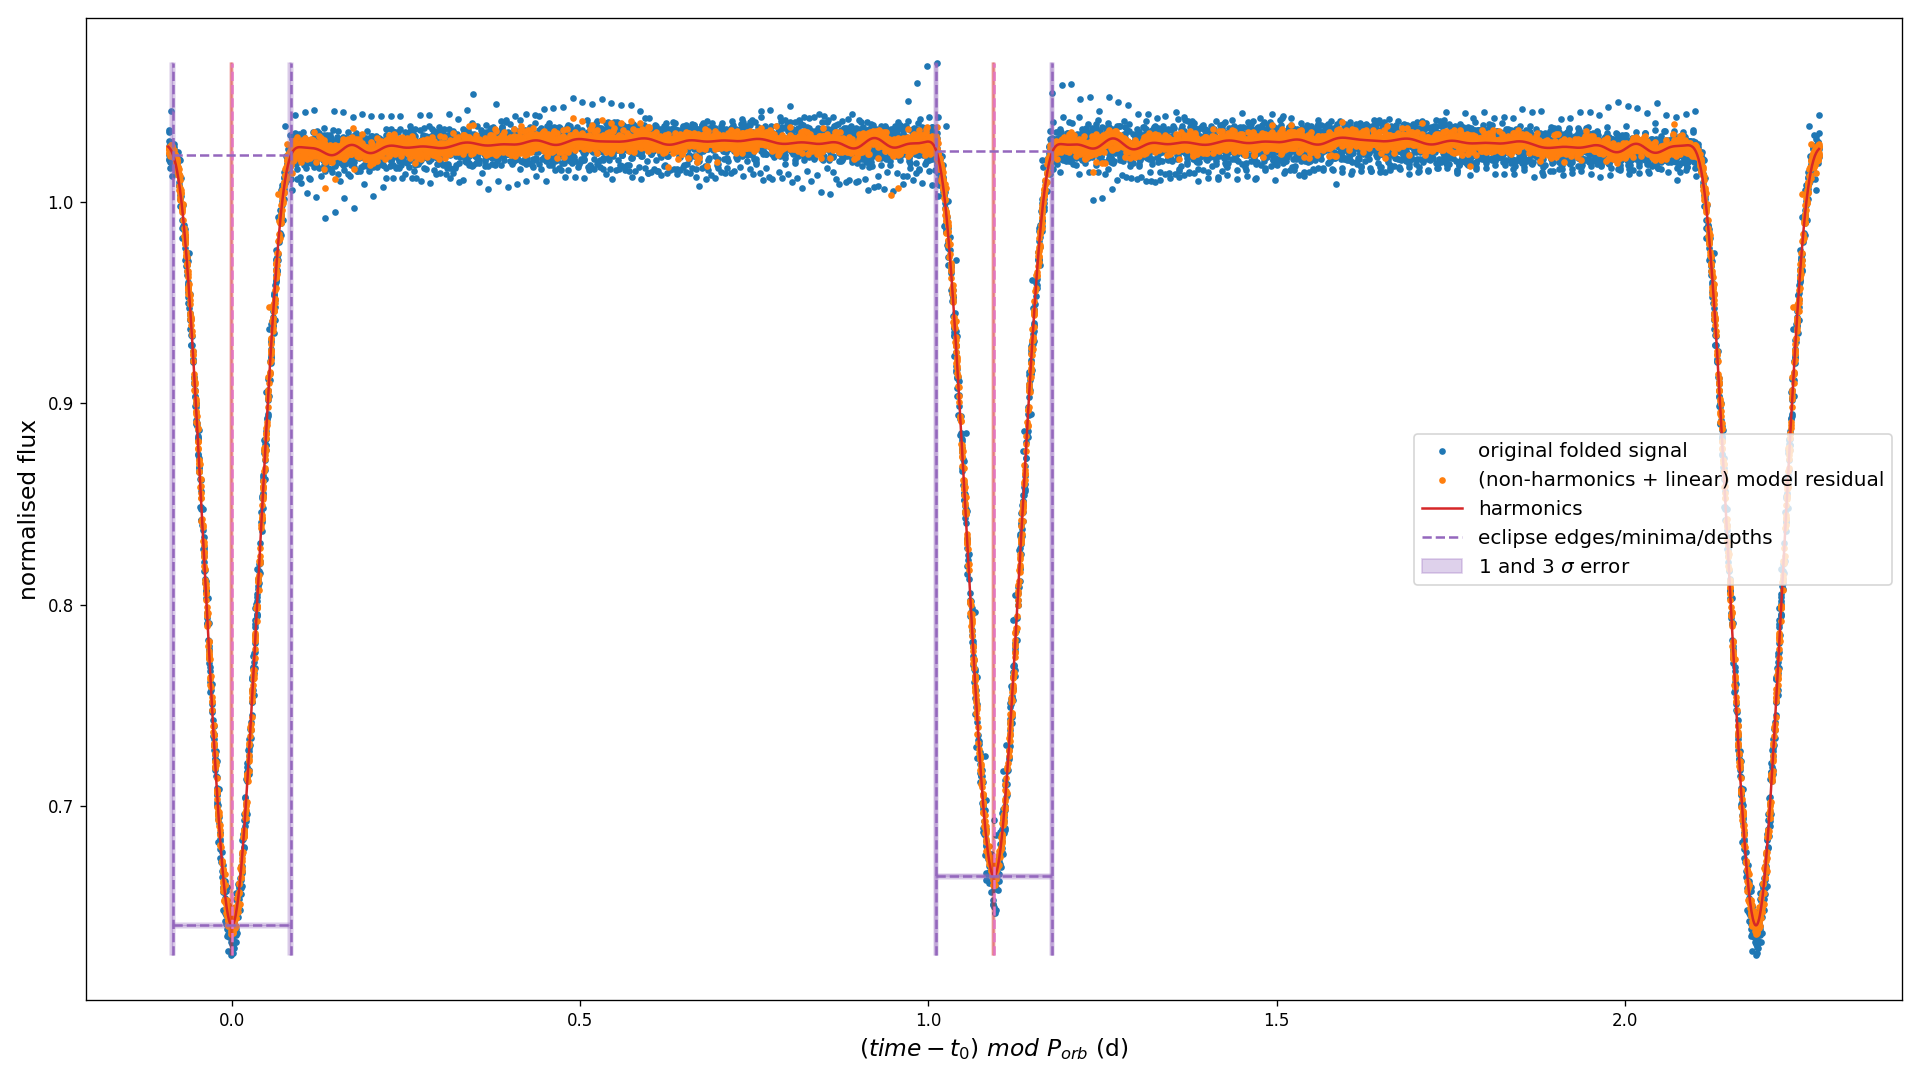 normalised flux
1.0
0.9
0.8
0.7
original folded signal
(non-harmonics + linear) model residual
harmonics
eclipse edges/minima/depths
1 and 3 σ error
0.0
0.5
1.0
1.5
2.0
(time − t₀) mod Pₒᵣb (d)